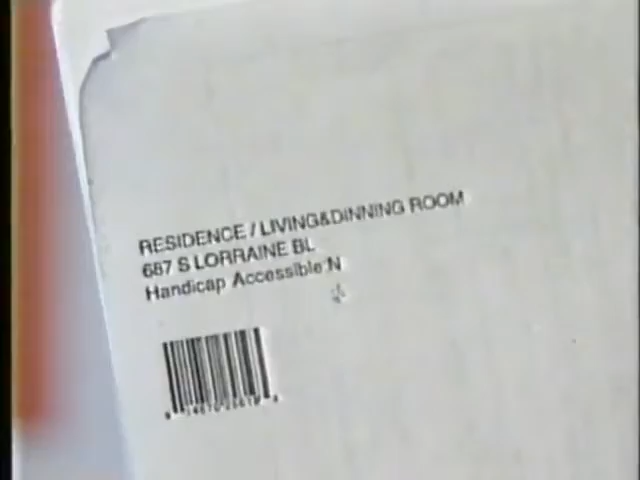 RESIDENCE / LIVING&DINNING ROOM
687 S LORRAINE BL
Handicap Accessible:N